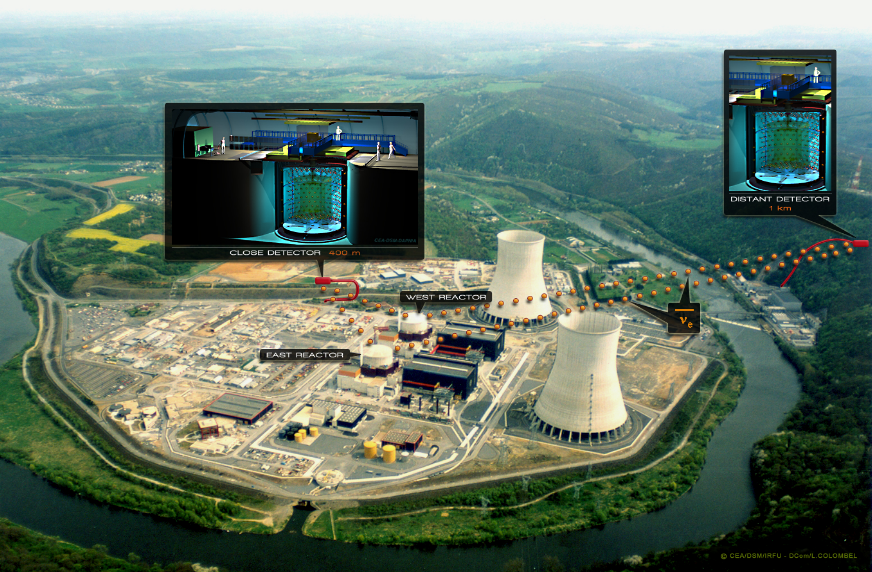 DISTANT DETECTOR
1 km
CLOSE DETECTOR 400 m
WEST REACTOR
EAST REACTOR
ν̅e
© CEA/DSM/IRFU - DCom/L.COLOMBEL